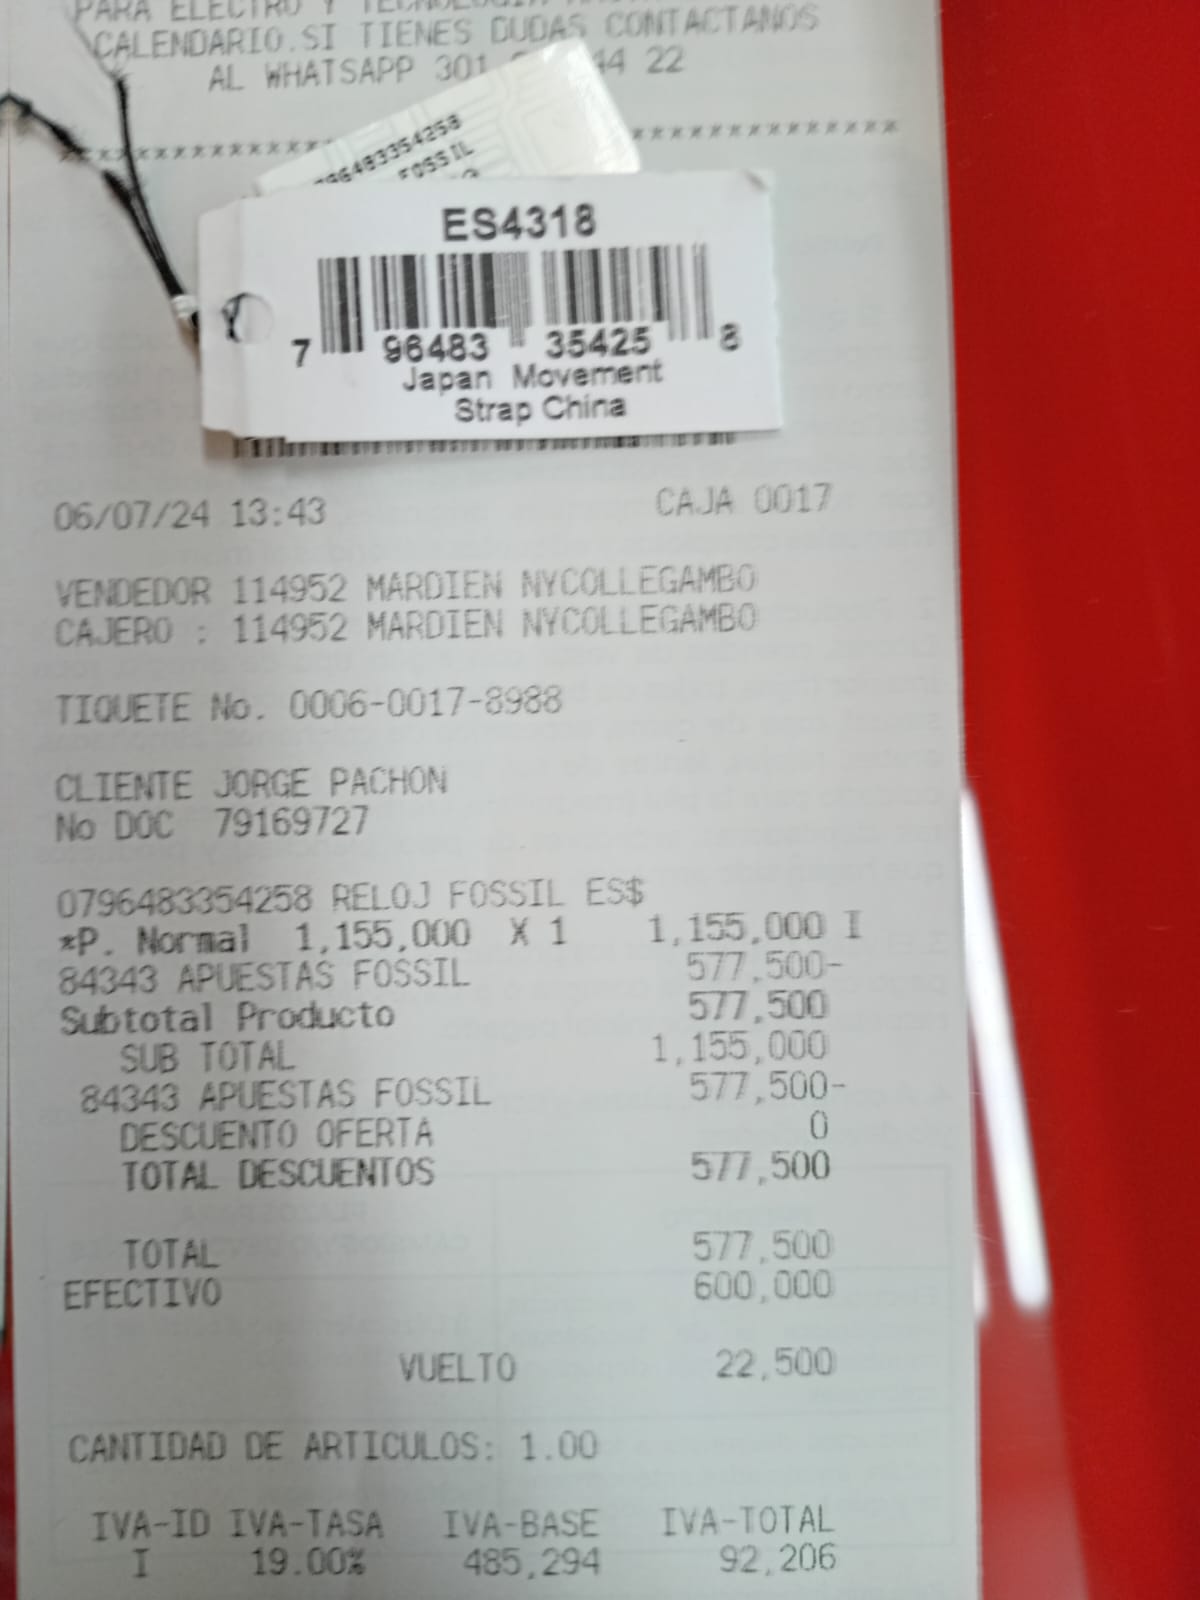 PARA ELECTRO Y TECNOLOGIA
CALENDARIO.SI TIENES DUDAS CONTACTANOS
AL WHATSAPP 301 44 22
796483354258
FOSSIL
ES4318
7 96483 35425 8
Japan Movement
Strap China
06/07/24 13:43 CAJA 0017
VENDEDOR 114952 MARDIEN NYCOLLEGAMBO
CAJERO : 114952 MARDIEN NYCOLLEGAMBO
TIQUETE No. 0006-0017-8988
CLIENTE JORGE PACHON
No DOC 79169727
0796483354258 RELOJ FOSSIL ES$
*P. Normal 1,155,000 X 1 1,155,000 I
84343 APUESTAS FOSSIL 577,500-
Subtotal Producto 577,500
SUB TOTAL 1,155,000
84343 APUESTAS FOSSIL 577,500-
DESCUENTO OFERTA 0
TOTAL DESCUENTOS 577,500
TOTAL 577,500
EFECTIVO 600,000
VUELTO 22,500
CANTIDAD DE ARTICULOS: 1.00
IVA-ID IVA-TASA IVA-BASE IVA-TOTAL
I 19.00% 485,294 92,206